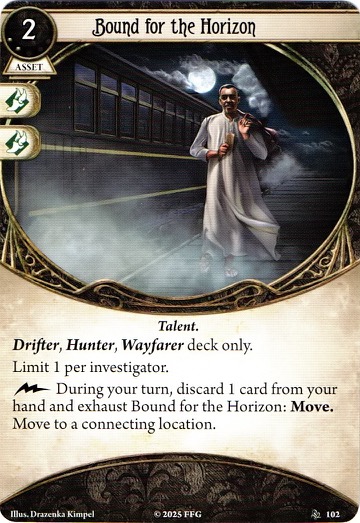 2
Bound for the Horizon
ASSET
Talent.
Drifter, Hunter, Wayfarer deck only.
Limit 1 per investigator.
During your turn, discard 1 card from your
hand and exhaust Bound for the Horizon: Move.
Move to a connecting location.
Illus. Drazenka Kimpel
© 2025 FFG
102